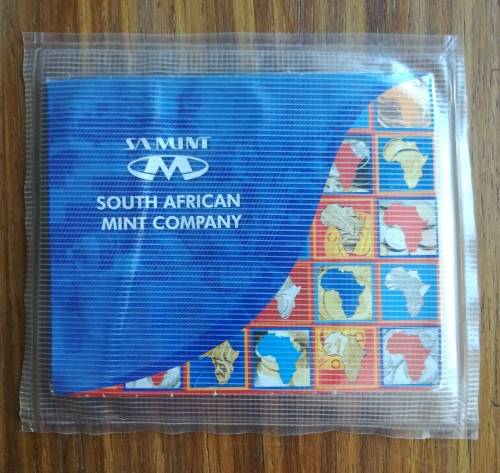 SA MINT
M
SOUTH AFRICAN
MINT COMPANY